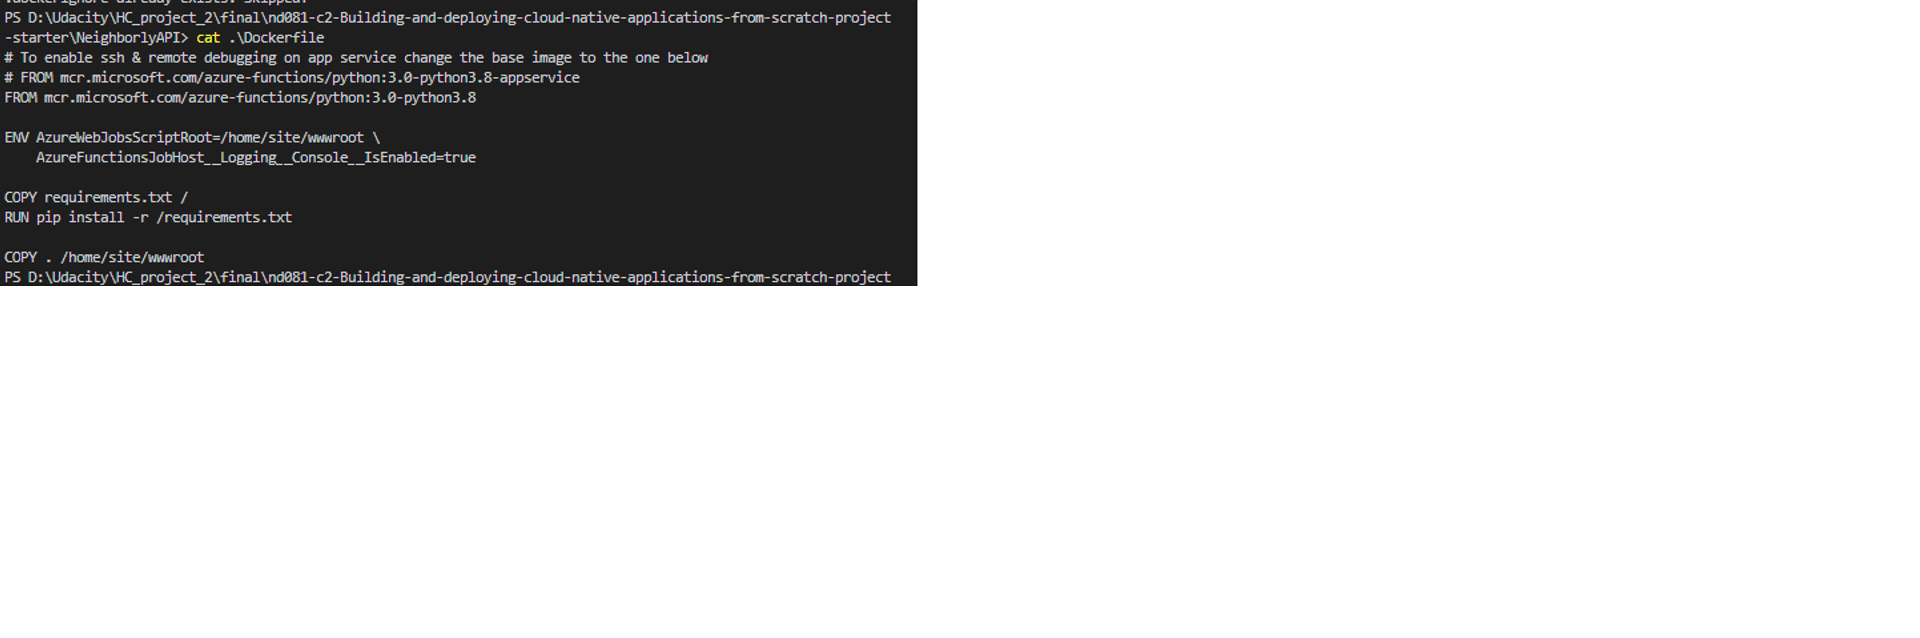 .dockerignore already exists. Skipped!
PS D:\Udacity\HC_project_2\final\nd081-c2-Building-and-deploying-cloud-native-applications-from-scratch-project
-starter\NeighborlyAPI> cat .\Dockerfile
# To enable ssh & remote debugging on app service change the base image to the one below
# FROM mcr.microsoft.com/azure-functions/python:3.0-python3.8-appservice
FROM mcr.microsoft.com/azure-functions/python:3.0-python3.8
ENV AzureWebJobsScriptRoot=/home/site/wwwroot \
    AzureFunctionsJobHost__Logging__Console__IsEnabled=true
COPY requirements.txt /
RUN pip install -r /requirements.txt
COPY . /home/site/wwwroot
PS D:\Udacity\HC_project_2\final\nd081-c2-Building-and-deploying-cloud-native-applications-from-scratch-project